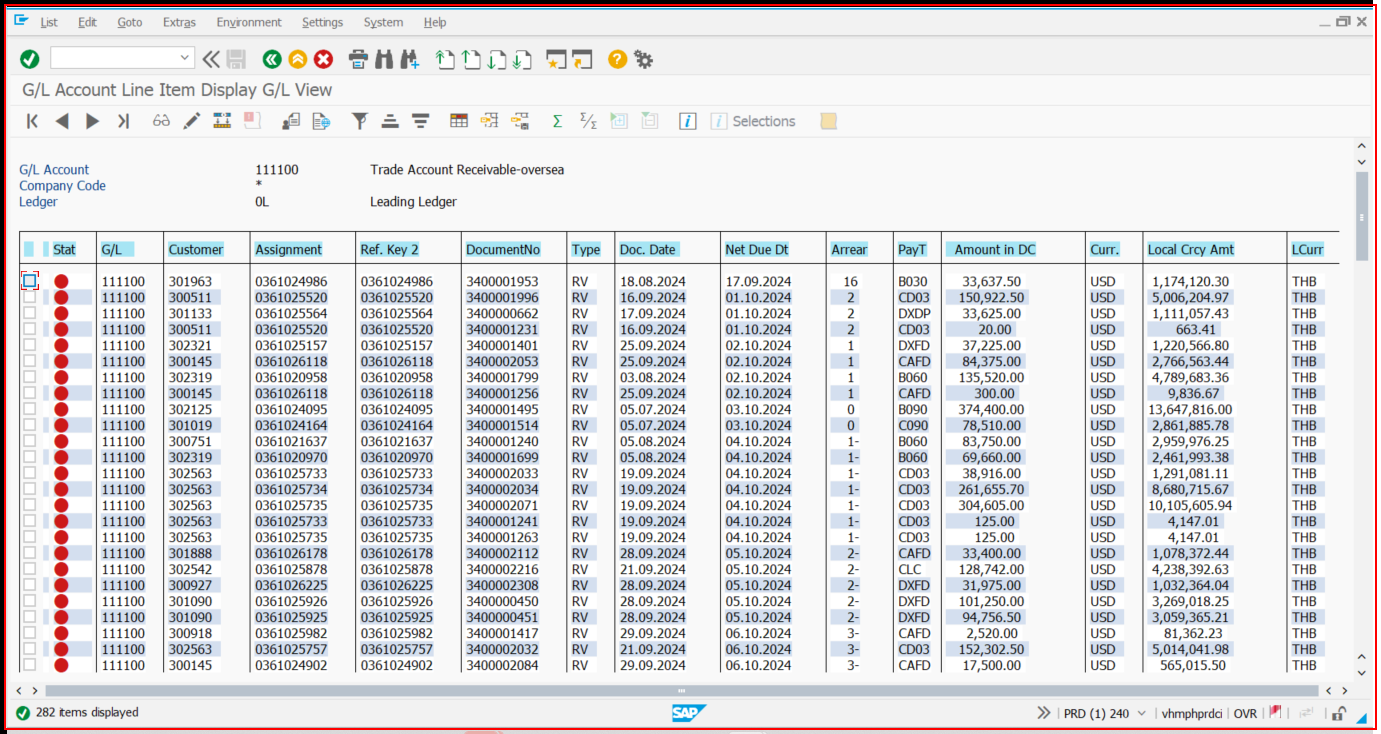 List Edit Goto Extras Environment Settings System Help
G/L Account Line Item Display G/L View
Selections
G/L Account 111100 Trade Account Receivable-oversea
Company Code *
Ledger 0L Leading Ledger
Stat G/L Customer Assignment Ref. Key 2 DocumentNo Type Doc. Date Net Due Dt Arrear PayT Amount in DC Curr. Local Crcy Amt LCurr
111100 301963 0361024986 0361024986 3400001953 RV 18.08.2024 17.09.2024 16 B030 33,637.50 USD 1,174,120.30 THB
111100 300511 0361025520 0361025520 3400001996 RV 16.09.2024 01.10.2024 2 CD03 150,922.50 USD 5,006,204.97 THB
111100 301133 0361025564 0361025564 3400000662 RV 17.09.2024 01.10.2024 2 DXDP 33,625.00 USD 1,111,057.43 THB
111100 300511 0361025520 0361025520 3400001231 RV 16.09.2024 01.10.2024 2 CD03 20.00 USD 663.41 THB
111100 302321 0361025157 0361025157 3400001401 RV 25.09.2024 02.10.2024 1 DXFD 37,225.00 USD 1,220,566.80 THB
111100 300145 0361026118 0361026118 3400002053 RV 25.09.2024 02.10.2024 1 CAFD 84,375.00 USD 2,766,563.44 THB
111100 302319 0361020958 0361020958 3400001799 RV 03.08.2024 02.10.2024 1 B060 135,520.00 USD 4,789,683.36 THB
111100 300145 0361026118 0361026118 3400001256 RV 25.09.2024 02.10.2024 1 CAFD 300.00 USD 9,836.67 THB
111100 302125 0361024095 0361024095 3400001495 RV 05.07.2024 03.10.2024 0 B090 374,400.00 USD 13,647,816.00 THB
111100 301019 0361024164 0361024164 3400001514 RV 05.07.2024 03.10.2024 0 C090 78,510.00 USD 2,861,885.78 THB
111100 300751 0361021637 0361021637 3400001240 RV 05.08.2024 04.10.2024 1- B060 83,750.00 USD 2,959,976.25 THB
111100 302319 0361020970 0361020970 3400001699 RV 05.08.2024 04.10.2024 1- B060 69,660.00 USD 2,461,993.38 THB
111100 302563 0361025733 0361025733 3400002033 RV 19.09.2024 04.10.2024 1- CD03 38,916.00 USD 1,291,081.11 THB
111100 302563 0361025734 0361025734 3400002034 RV 19.09.2024 04.10.2024 1- CD03 261,655.70 USD 8,680,715.67 THB
111100 302563 0361025735 0361025735 3400002071 RV 19.09.2024 04.10.2024 1- CD03 304,605.00 USD 10,105,605.94 THB
111100 302563 0361025733 0361025733 3400001241 RV 19.09.2024 04.10.2024 1- CD03 125.00 USD 4,147.01 THB
111100 302563 0361025735 0361025735 3400001263 RV 19.09.2024 04.10.2024 1- CD03 125.00 USD 4,147.01 THB
111100 301888 0361026178 0361026178 3400002112 RV 28.09.2024 05.10.2024 2- CAFD 33,400.00 USD 1,078,372.44 THB
111100 302542 0361025878 0361025878 3400002216 RV 21.09.2024 05.10.2024 2- CLC 128,742.00 USD 4,238,392.63 THB
111100 300927 0361026225 0361026225 3400002308 RV 28.09.2024 05.10.2024 2- DXFD 31,975.00 USD 1,032,364.04 THB
111100 301090 0361025926 0361025926 3400000450 RV 28.09.2024 05.10.2024 2- DXFD 101,250.00 USD 3,269,018.25 THB
111100 301090 0361025925 0361025925 3400000451 RV 28.09.2024 05.10.2024 2- DXFD 94,756.50 USD 3,059,365.21 THB
111100 300918 0361025982 0361025982 3400001417 RV 29.09.2024 06.10.2024 3- CAFD 2,520.00 USD 81,362.23 THB
111100 302563 0361025757 0361025757 3400002032 RV 21.09.2024 06.10.2024 3- CD03 152,302.50 USD 5,014,041.98 THB
111100 300145 0361024902 0361024902 3400002084 RV 29.09.2024 06.10.2024 3- CAFD 17,500.00 USD 565,015.50 THB
282 items displayed SAP PRD (1) 240 vhmphprdci OVR